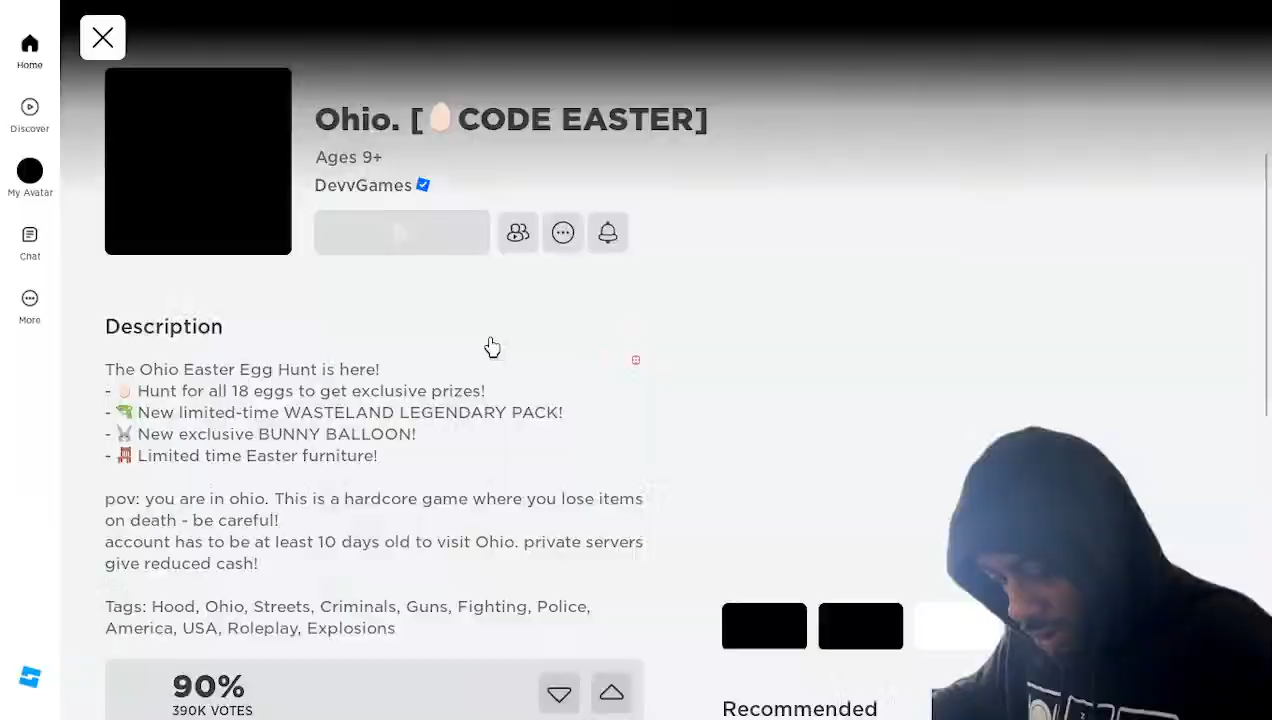 Home
Discover
My Avatar
Chat
More
Ohio. [🥚CODE EASTER]
Ages 9+
DevvGames
Description
The Ohio Easter Egg Hunt is here!
- 🥚 Hunt for all 18 eggs to get exclusive prizes!
- 🔫 New limited-time WASTELAND LEGENDARY PACK!
- 🐰 New exclusive BUNNY BALLOON!
- 🪑 Limited time Easter furniture!
pov: you are in ohio. This is a hardcore game where you lose items
on death - be careful!
account has to be at least 10 days old to visit Ohio. private servers
give reduced cash!
Tags: Hood, Ohio, Streets, Criminals, Guns, Fighting, Police,
America, USA, Roleplay, Explosions
90%
390K VOTES
Recommended